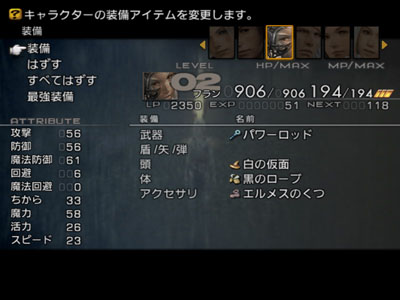 キャラクターの装備アイテムを変更します。
装備
装備
はずす
すべてはずす
最強装備
LEVEL HP/MAX MP/MAX
02
フラン 906/906 194/194
LP 2350 EXP 51 NEXT 118
ATTRIBUTE
攻撃 056
防御 056
魔法防御 061
回避 006
魔法回避 000
ちから 33
魔力 58
活力 26
スピード 23
装備 名前
武器 パワーロッド
盾/矢/弾
頭 白の仮面
体 黒のローブ
アクセサリ エルメスのくつ